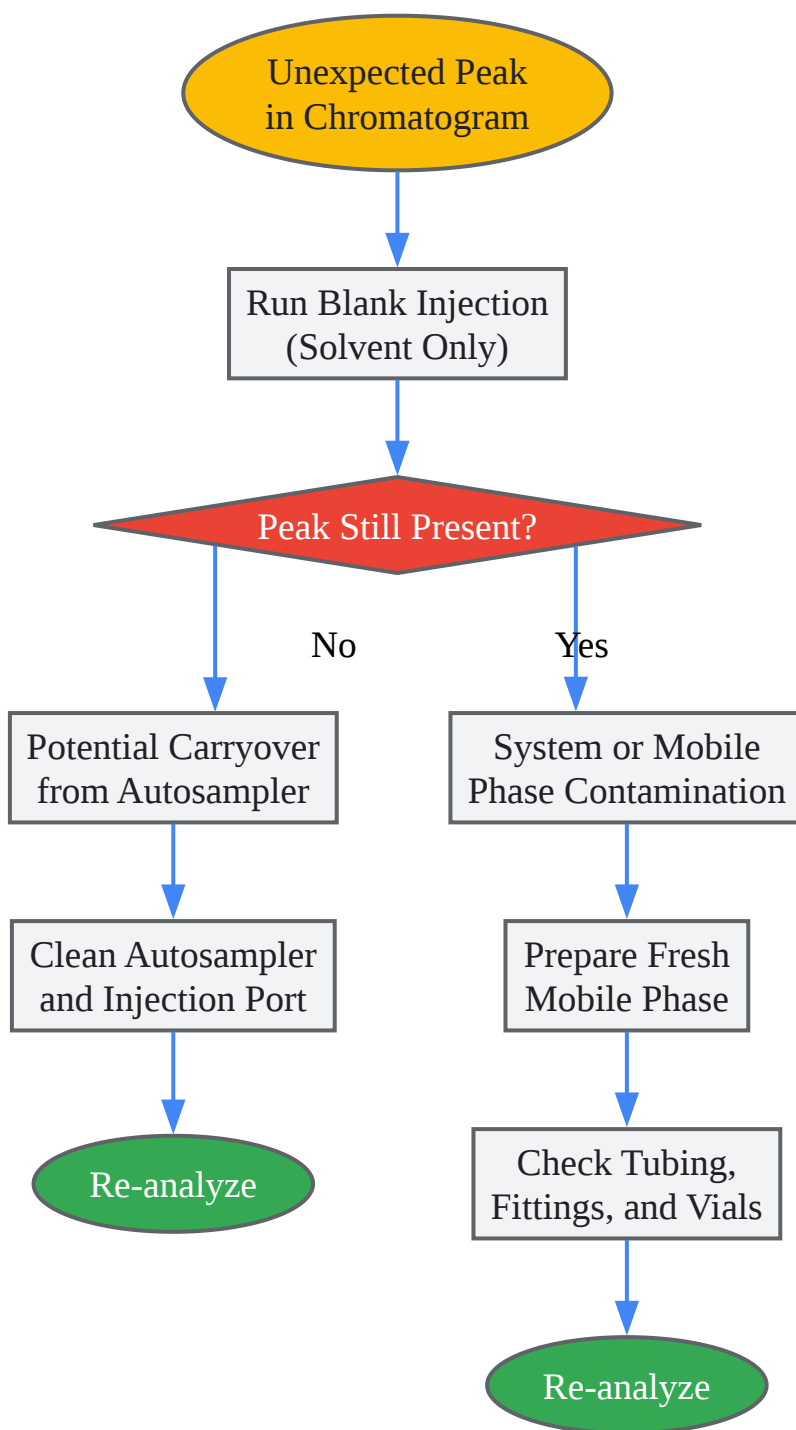 Unexpected Peak
in Chromatogram
Run Blank Injection
(Solvent Only)
Peak Still Present?
No
Yes
Potential Carryover
from Autosampler
System or Mobile
Phase Contamination
Clean Autosampler
and Injection Port
Prepare Fresh
Mobile Phase
Re-analyze
Check Tubing,
Fittings, and Vials
Re-analyze